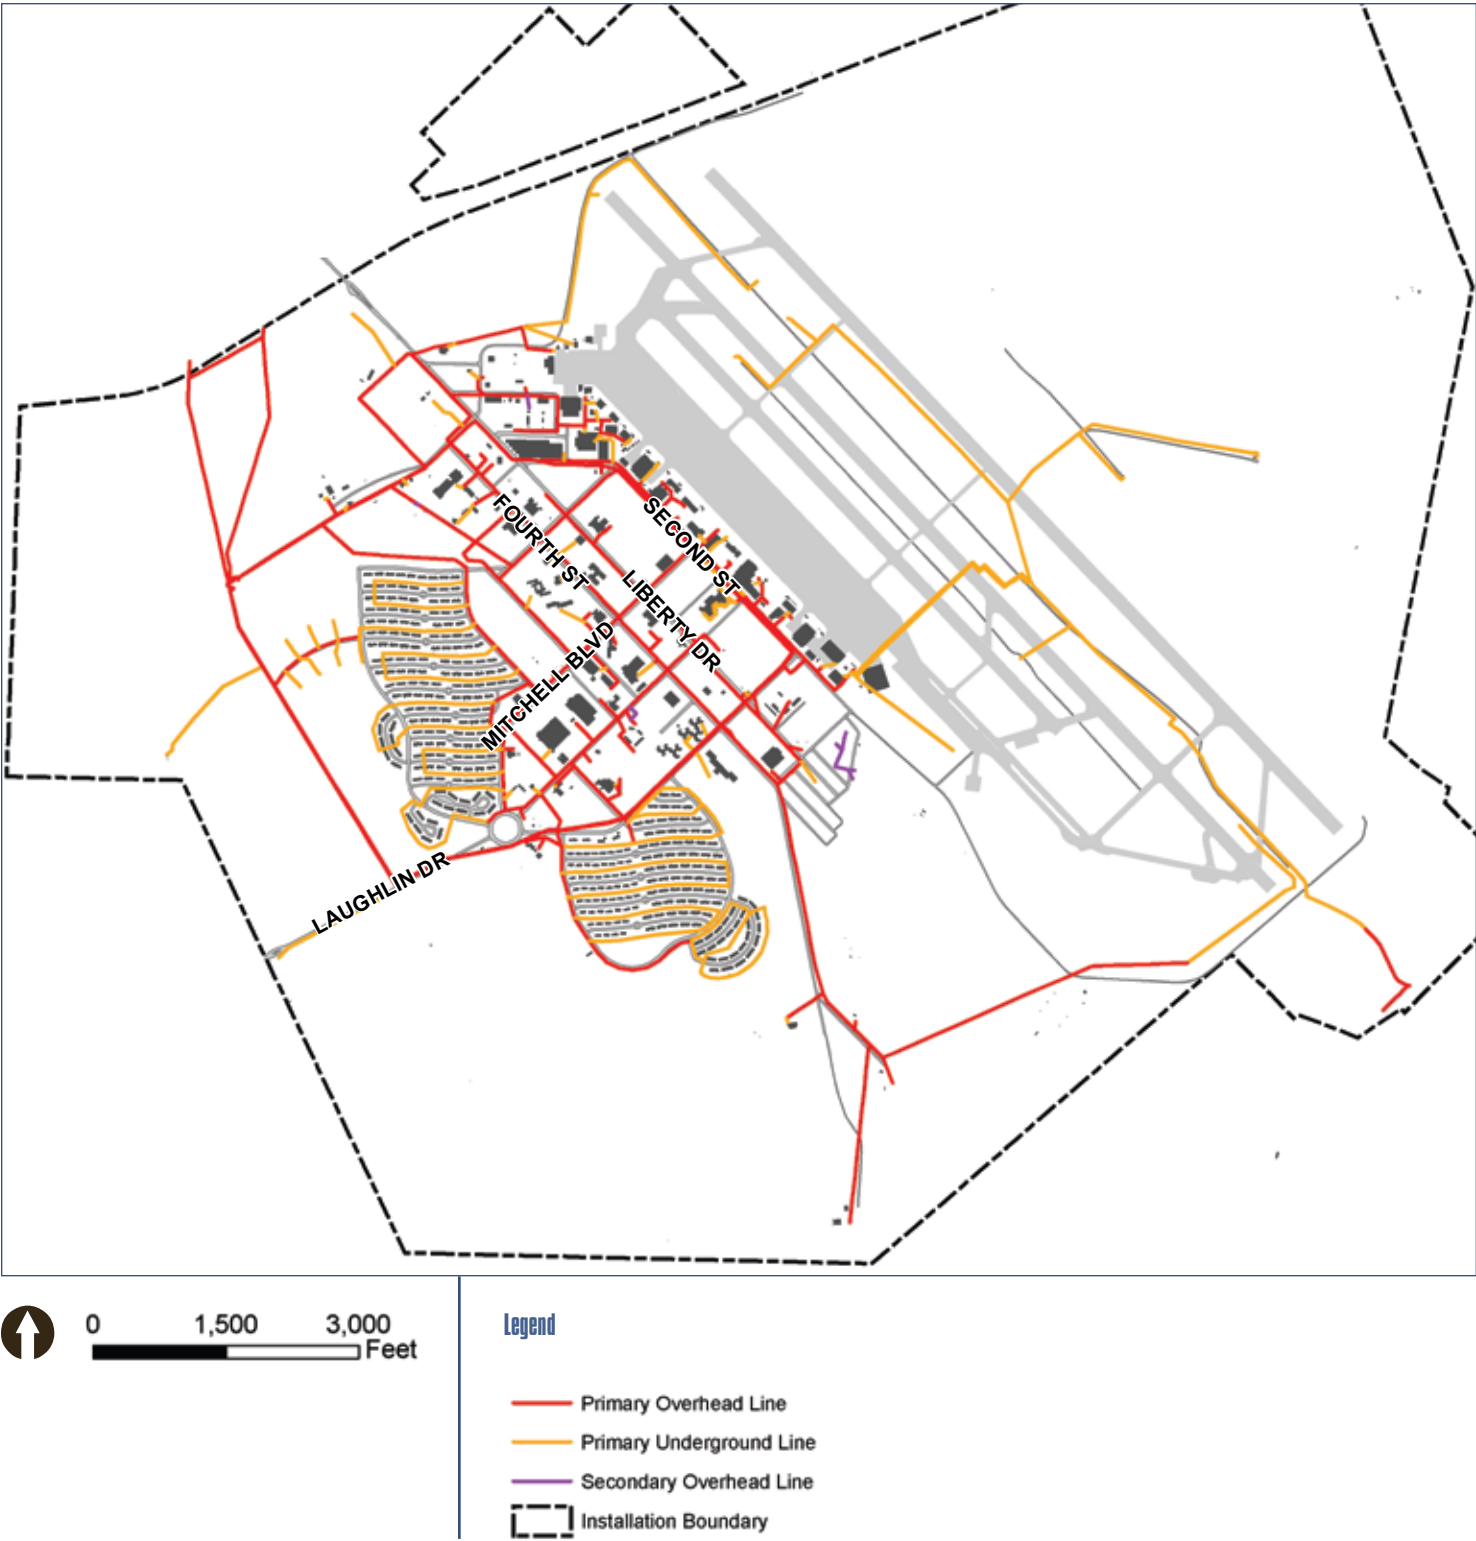 SECOND ST
FOURTH ST
LIBERTY DR
MITCHELL BLVD
LAUGHLIN DR
0 1,500 3,000
Feet
Legend
Primary Overhead Line
Primary Underground Line
Secondary Overhead Line
Installation Boundary